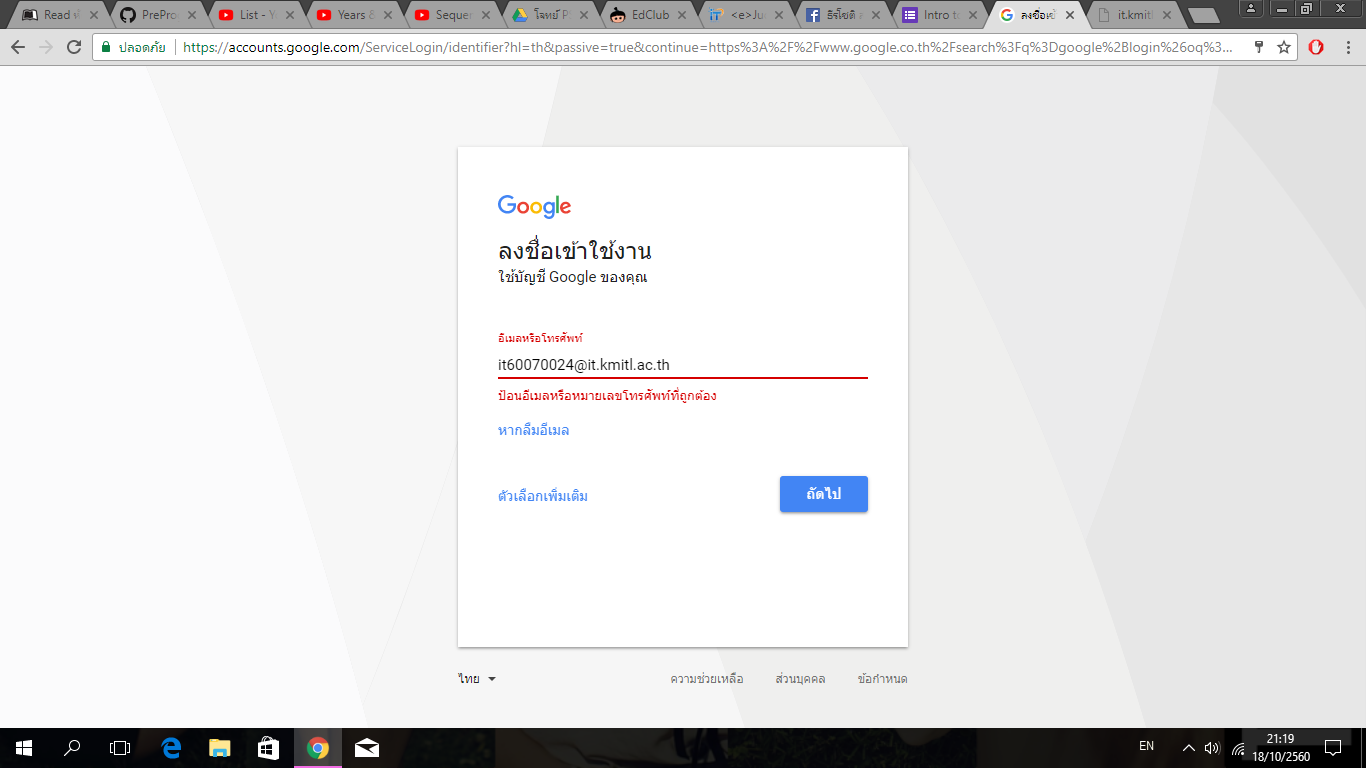 Read
PrePro
List - Y
Years &
Sequen
โจทย์ P
EdClub
<e>Ju
Intro t
ลงชื่อเข้
it.kmitl
ปลอดภัย
https://accounts.google.com/ServiceLogin/identifier?hl=th&passive=true&continue=https%3A%2F%2Fwww.google.co.th%2Fsearch%3Fq%3Dgoogle%2Blogin%26oq%3...
Google
ลงชื่อเข้าใช้งาน
ใช้บัญชี Google ของคุณ
อีเมลหรือโทรศัพท์
it60070024@it.kmitl.ac.th
ป้อนอีเมลหรือหมายเลขโทรศัพท์ที่ถูกต้อง
หากลืมอีเมล
ตัวเลือกเพิ่มเติม
ถัดไป
ไทย
ความช่วยเหลือ
ส่วนบุคคล
ข้อกำหนด
EN
21:19
18/10/2560